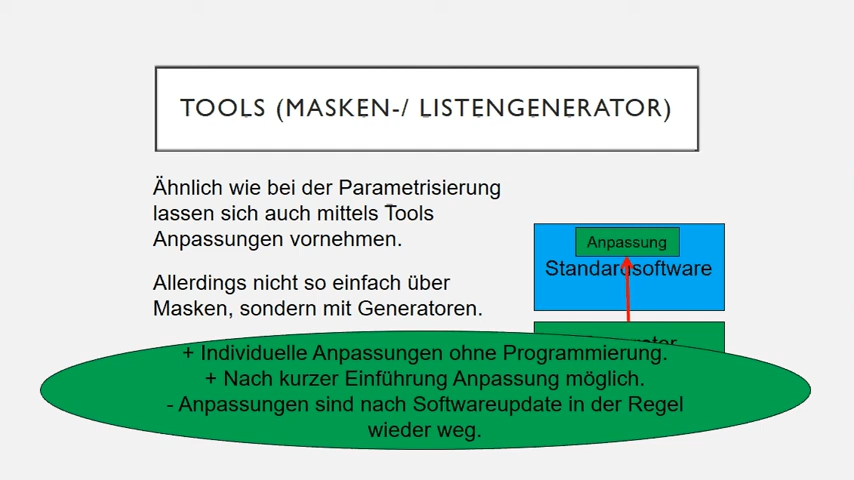 TOOLS (MASKEN-/ LISTENGENERATOR)
Ähnlich wie bei der Parametrisierung
lassen sich auch mittels Tools
Anpassungen vornehmen.
Allerdings nicht so einfach über
Masken, sondern mit Generatoren.
Anpassung
Standardsoftware
+ Individuelle Anpassungen ohne Programmierung.
+ Nach kurzer Einführung Anpassung möglich.
- Anpassungen sind nach Softwareupdate in der Regel
wieder weg.